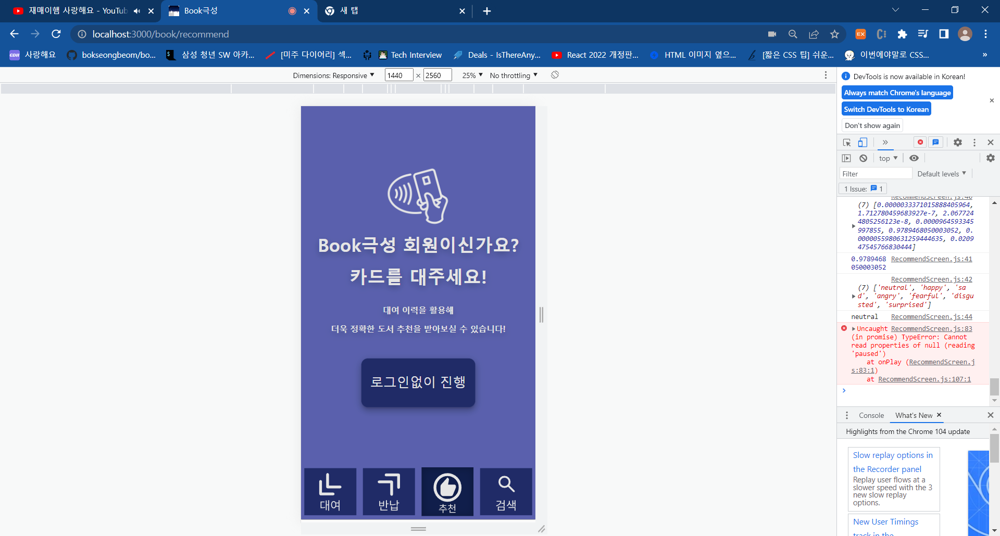 재매이햄 사랑해요 - YouTub
Book극성
새 탭
localhost:3000/book/recommend
GDH 사랑해요
bokseongbeom/bo...
삼성 청년 SW 아카...
[미주 다이어리] 섹...
Tech Interview
Deals - IsThereAny...
React 2022 개정판...
HTML 이미지 옆으...
[짧은 CSS 팁] 쉬운...
이번에야말로 CSS...
»
Dimensions: Responsive ▼ 1440 × 2560 25% ▼ No throttling ▼
DevTools is now available in Korean!
Always match Chrome's language
Switch DevTools to Korean
Don't show again
top ▼
Filter
Default levels ▼
1 Issue: 1
RecommendScreen.js:40
(7) [0.0000033371015888405964,
1.712780459683927e-7, 2.067724
4805256123e-8, 0.0000964593345
997855, 0.9789468050003052, 0.
0000055980631259444635, 0.0209
47545766830444]
0.9789468 RecommendScreen.js:41
050003052
RecommendScreen.js:42
(7) ['neutral', 'happy', 'sa
d', 'angry', 'fearful', 'disgu
sted', 'surprised']
neutral RecommendScreen.js:44
Uncaught RecommendScreen.js:83
(in promise) TypeError: Cannot
read properties of null (reading
'paused')
at onPlay (RecommendScreen.j
s:83:1)
at RecommendScreen.js:107:1
Console
What's New
Highlights from the Chrome 104 update
Slow replay options in
the Recorder panel
Replay user flows at a
slower speed with the 3
new slow replay
options.
New User Timings
track in the
Book극성 회원이신가요?
카드를 대주세요!
대여 이력을 활용해
더욱 정확한 도서 추천을 받아보실 수 있습니다!
로그인없이 진행
대여
반납
추천
검색